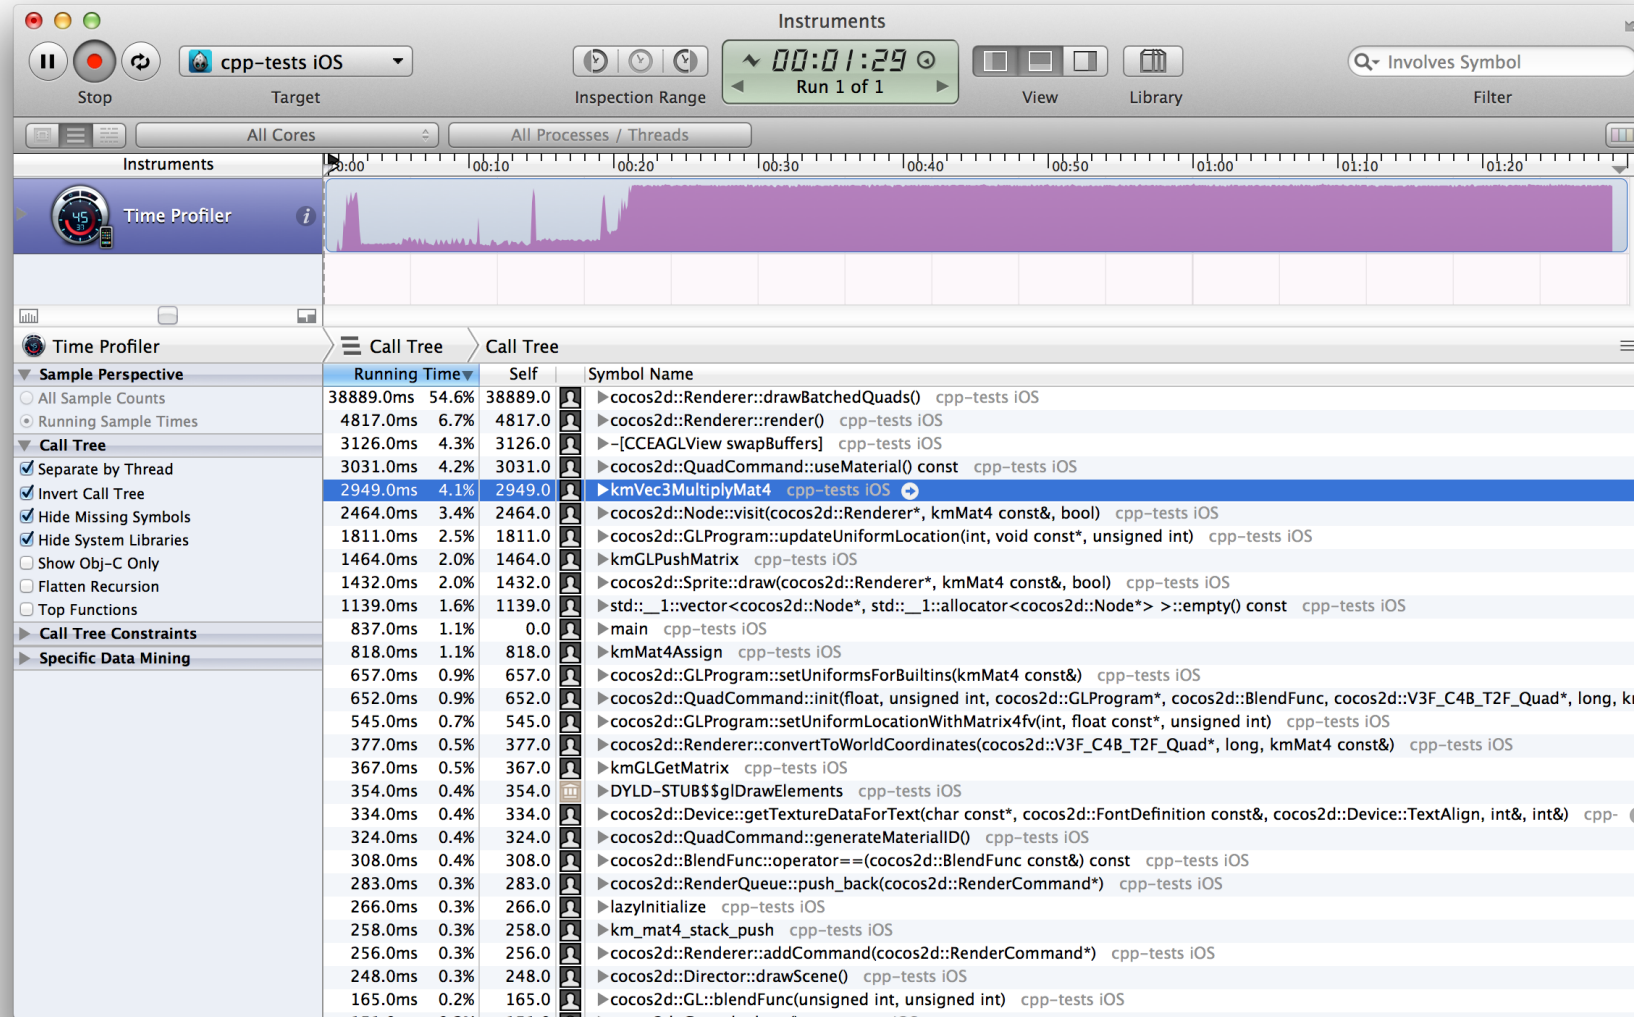 Instruments
cpp-tests iOS
00:01:29
Run 1 of 1
Involves Symbol
Stop
Target
Inspection Range
View
Library
Filter
All Cores
All Processes / Threads
Instruments
00:10
00:20
00:30
00:40
00:50
01:00
01:10
01:20
Time Profiler
Time Profiler
Call Tree
Call Tree
Sample Perspective
All Sample Counts
Running Sample Times
Call Tree
Separate by Thread
Invert Call Tree
Hide Missing Symbols
Hide System Libraries
Show Obj-C Only
Flatten Recursion
Top Functions
Call Tree Constraints
Specific Data Mining
Running Time Self Symbol Name
38889.0ms 54.6% 38889.0 cocos2d::Renderer::drawBatchedQuads() cpp-tests iOS
4817.0ms 6.7% 4817.0 cocos2d::Renderer::render() cpp-tests iOS
3126.0ms 4.3% 3126.0 -[CCEAGLView swapBuffers] cpp-tests iOS
3031.0ms 4.2% 3031.0 cocos2d::QuadCommand::useMaterial() const cpp-tests iOS
2949.0ms 4.1% 2949.0 kmVec3MultiplyMat4 cpp-tests iOS
2464.0ms 3.4% 2464.0 cocos2d::Node::visit(cocos2d::Renderer*, kmMat4 const&, bool) cpp-tests iOS
1811.0ms 2.5% 1811.0 cocos2d::GLProgram::updateUniformLocation(int, void const*, unsigned int) cpp-tests iOS
1464.0ms 2.0% 1464.0 kmGLPushMatrix cpp-tests iOS
1432.0ms 2.0% 1432.0 cocos2d::Sprite::draw(cocos2d::Renderer*, kmMat4 const&, bool) cpp-tests iOS
1139.0ms 1.6% 1139.0 std::__1::vector<cocos2d::Node*, std::__1::allocator<cocos2d::Node*> >::empty() const cpp-tests iOS
837.0ms 1.1% 0.0 main cpp-tests iOS
818.0ms 1.1% 818.0 kmMat4Assign cpp-tests iOS
657.0ms 0.9% 657.0 cocos2d::GLProgram::setUniformsForBuiltins(kmMat4 const&) cpp-tests iOS
652.0ms 0.9% 652.0 cocos2d::QuadCommand::init(float, unsigned int, cocos2d::GLProgram*, cocos2d::BlendFunc, cocos2d::V3F_C4B_T2F_Quad*, long,
545.0ms 0.7% 545.0 cocos2d::GLProgram::setUniformLocationWithMatrix4fv(int, float const*, unsigned int) cpp-tests iOS
377.0ms 0.5% 377.0 cocos2d::Renderer::convertToWorldCoordinates(cocos2d::V3F_C4B_T2F_Quad*, long, kmMat4 const&) cpp-tests iOS
367.0ms 0.5% 367.0 kmGLGetMatrix cpp-tests iOS
354.0ms 0.4% 354.0 DYLD-STUB$$glDrawElements cpp-tests iOS
334.0ms 0.4% 334.0 cocos2d::Device::getTextureDataForText(char const*, cocos2d::FontDefinition const&, cocos2d::Device::TextAlign, int&, int&) cpp-
324.0ms 0.4% 324.0 cocos2d::QuadCommand::generateMaterialID() cpp-tests iOS
308.0ms 0.4% 308.0 cocos2d::BlendFunc::operator==(cocos2d::BlendFunc const&) const cpp-tests iOS
283.0ms 0.3% 283.0 cocos2d::RenderQueue::push_back(cocos2d::RenderCommand*) cpp-tests iOS
266.0ms 0.3% 266.0 lazyInitialize cpp-tests iOS
258.0ms 0.3% 258.0 km_mat4_stack_push cpp-tests iOS
256.0ms 0.3% 256.0 cocos2d::Renderer::addCommand(cocos2d::RenderCommand*) cpp-tests iOS
248.0ms 0.3% 248.0 cocos2d::Director::drawScene() cpp-tests iOS
165.0ms 0.2% 165.0 cocos2d::GL::blendFunc(unsigned int, unsigned int) cpp-tests iOS